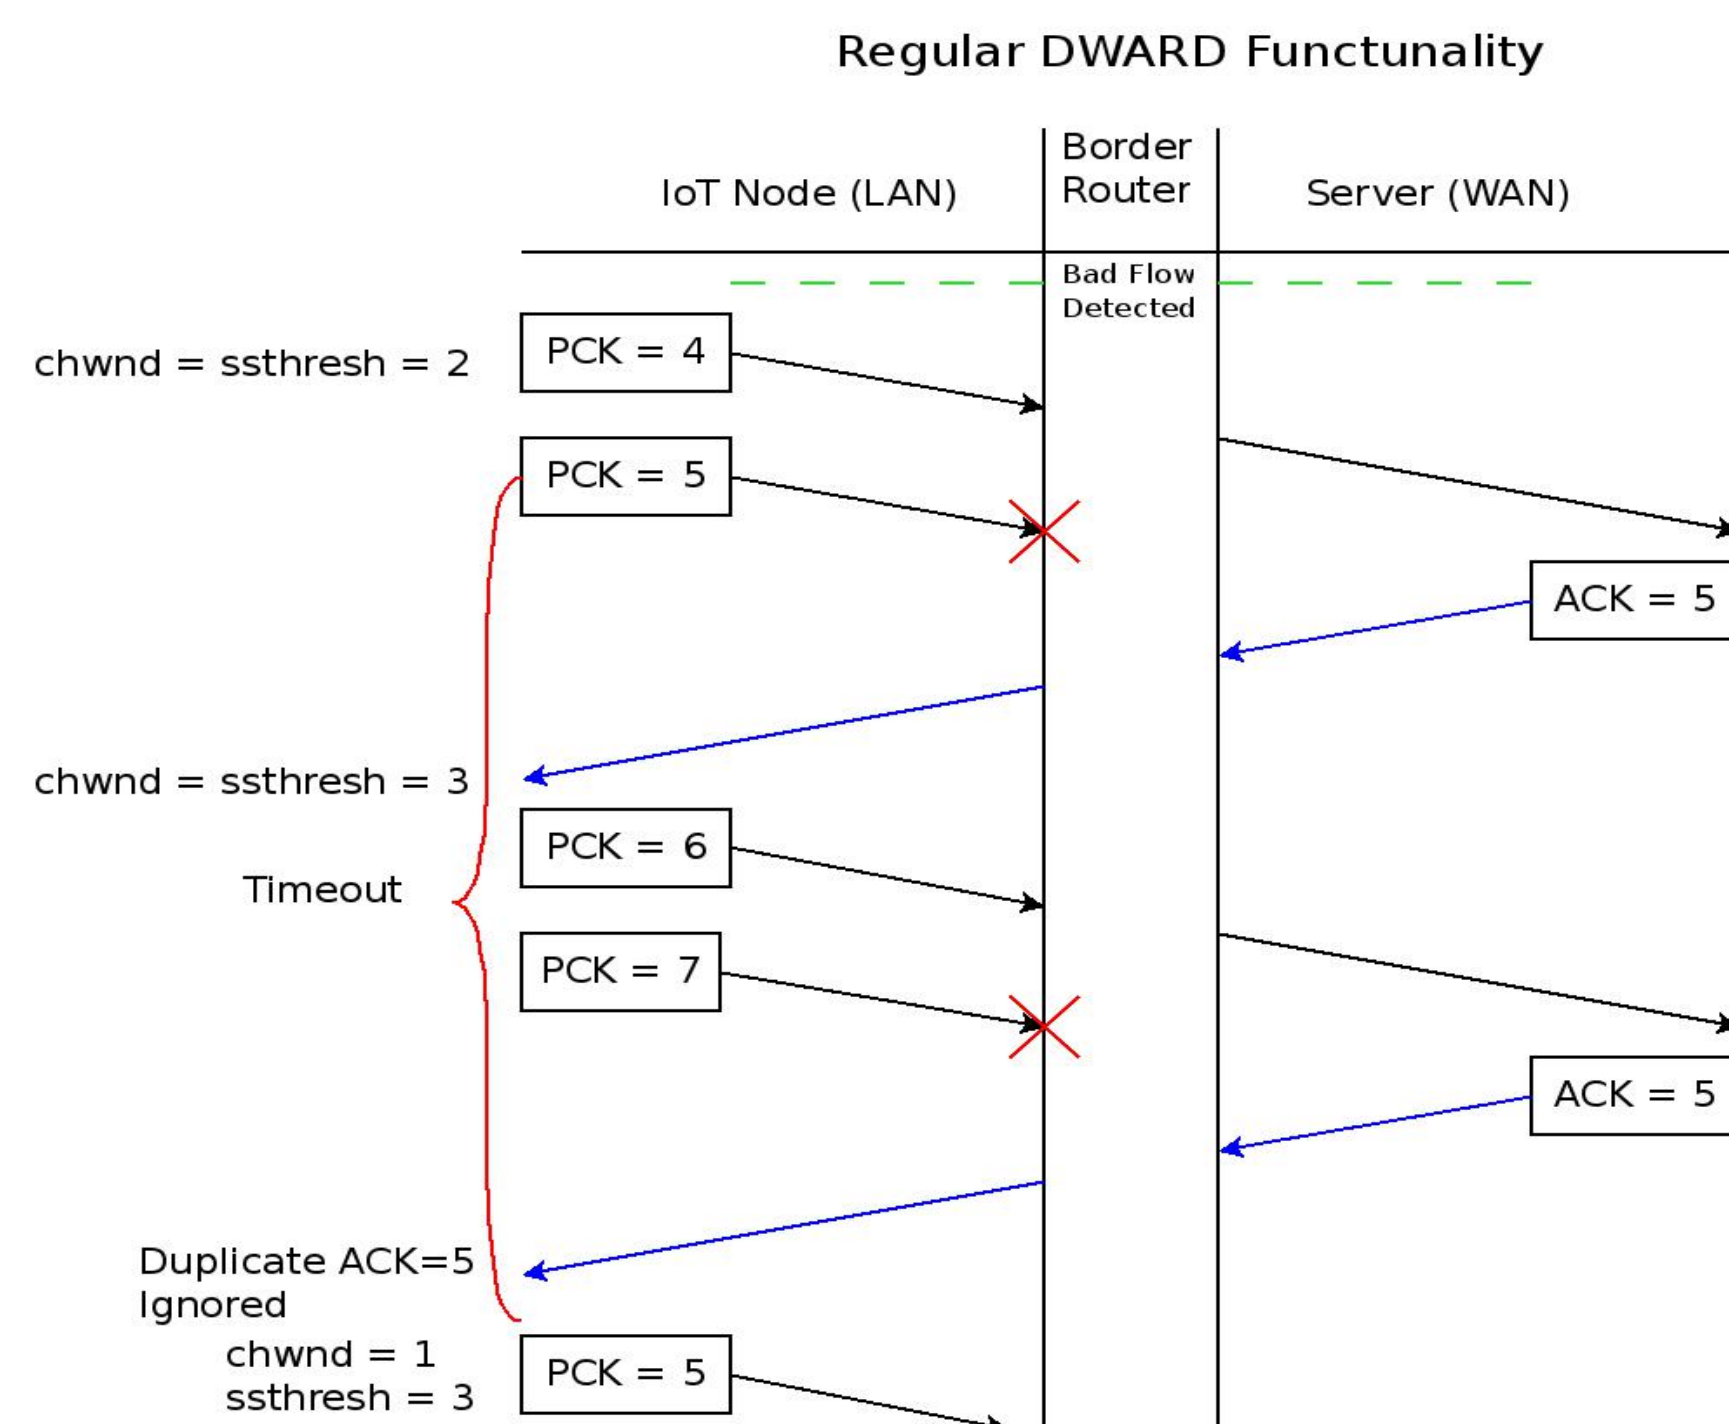 Regular DWARD Functunality
IoT Node (LAN)
Border
Router
Server (WAN)
Bad Flow
Detected
chwnd = ssthresh = 2
PCK = 4
PCK = 5
ACK = 5
chwnd = ssthresh = 3
PCK = 6
Timeout
PCK = 7
ACK = 5
Duplicate ACK=5
Ignored
chwnd = 1
ssthresh = 3
PCK = 5